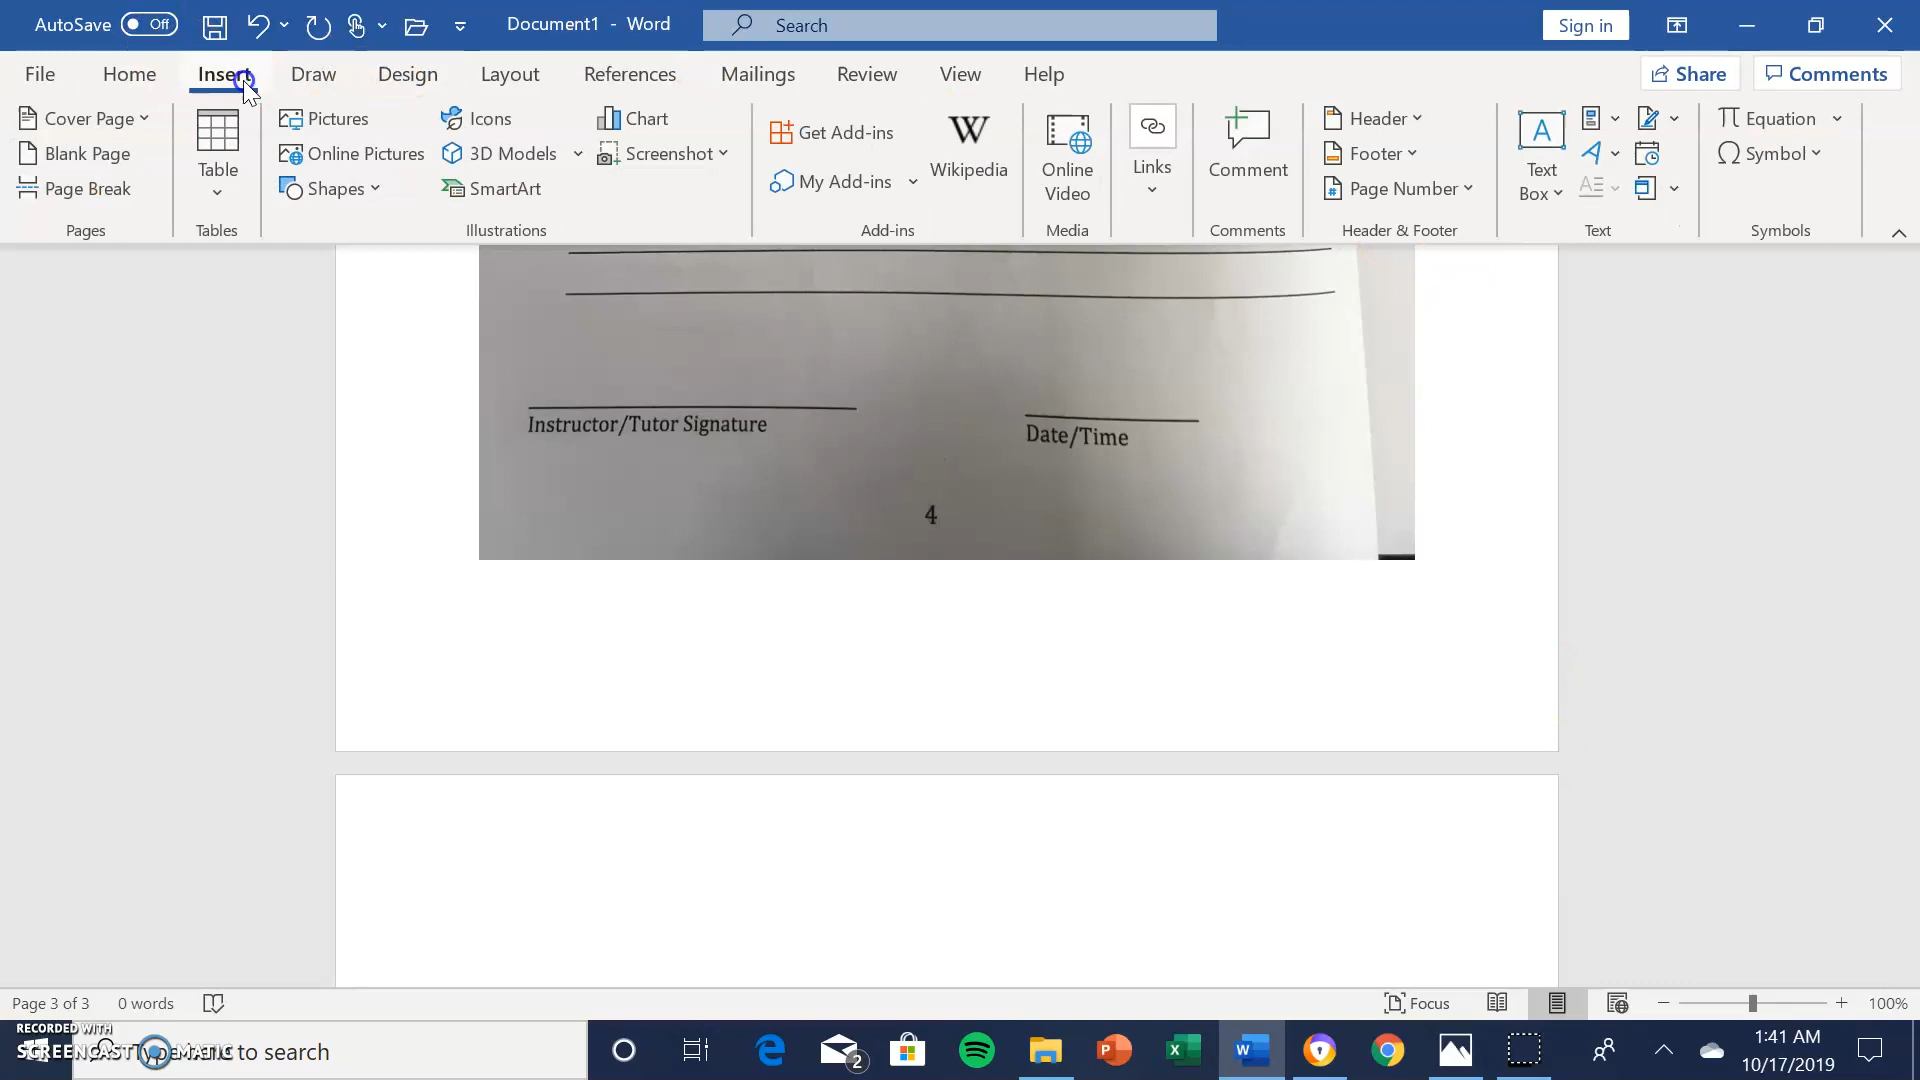 AutoSave Off Document1 - Word Search Sign in
File Home Insert Draw Design Layout References Mailings Review View Help Share Comments
Cover Page
Blank Page
Page Break
Pages
Table
Tables
Pictures
Online Pictures
Shapes
Icons
3D Models
SmartArt
Chart
Screenshot
Illustrations
Get Add-ins
My Add-ins
W
Wikipedia
Add-ins
Online
Video
Media
Links
Comment
Comments
Header
Footer
Page Number
Header & Footer
A
Text
Box
Text
Equation
Symbol
Symbols
Instructor/Tutor Signature
Date/Time
4
Page 3 of 3 0 words Focus 100%
RECORDED WITH
SCREENCAST MATIC
to search
2
1:41 AM
10/17/2019